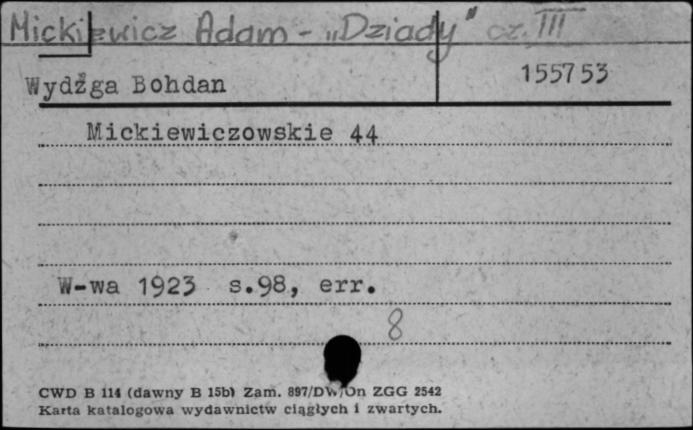 Mickiewicz Adam - „Dziady" cz. III
Wydżga Bohdan
155753
Mickiewiczowskie 44
W-wa 1923 s.98, err.
8
CWD B 114 (dawny B 15b) Zam. 897/DW/On ZGG 2542
Karta katalogowa wydawnictw ciągłych i zwartych.